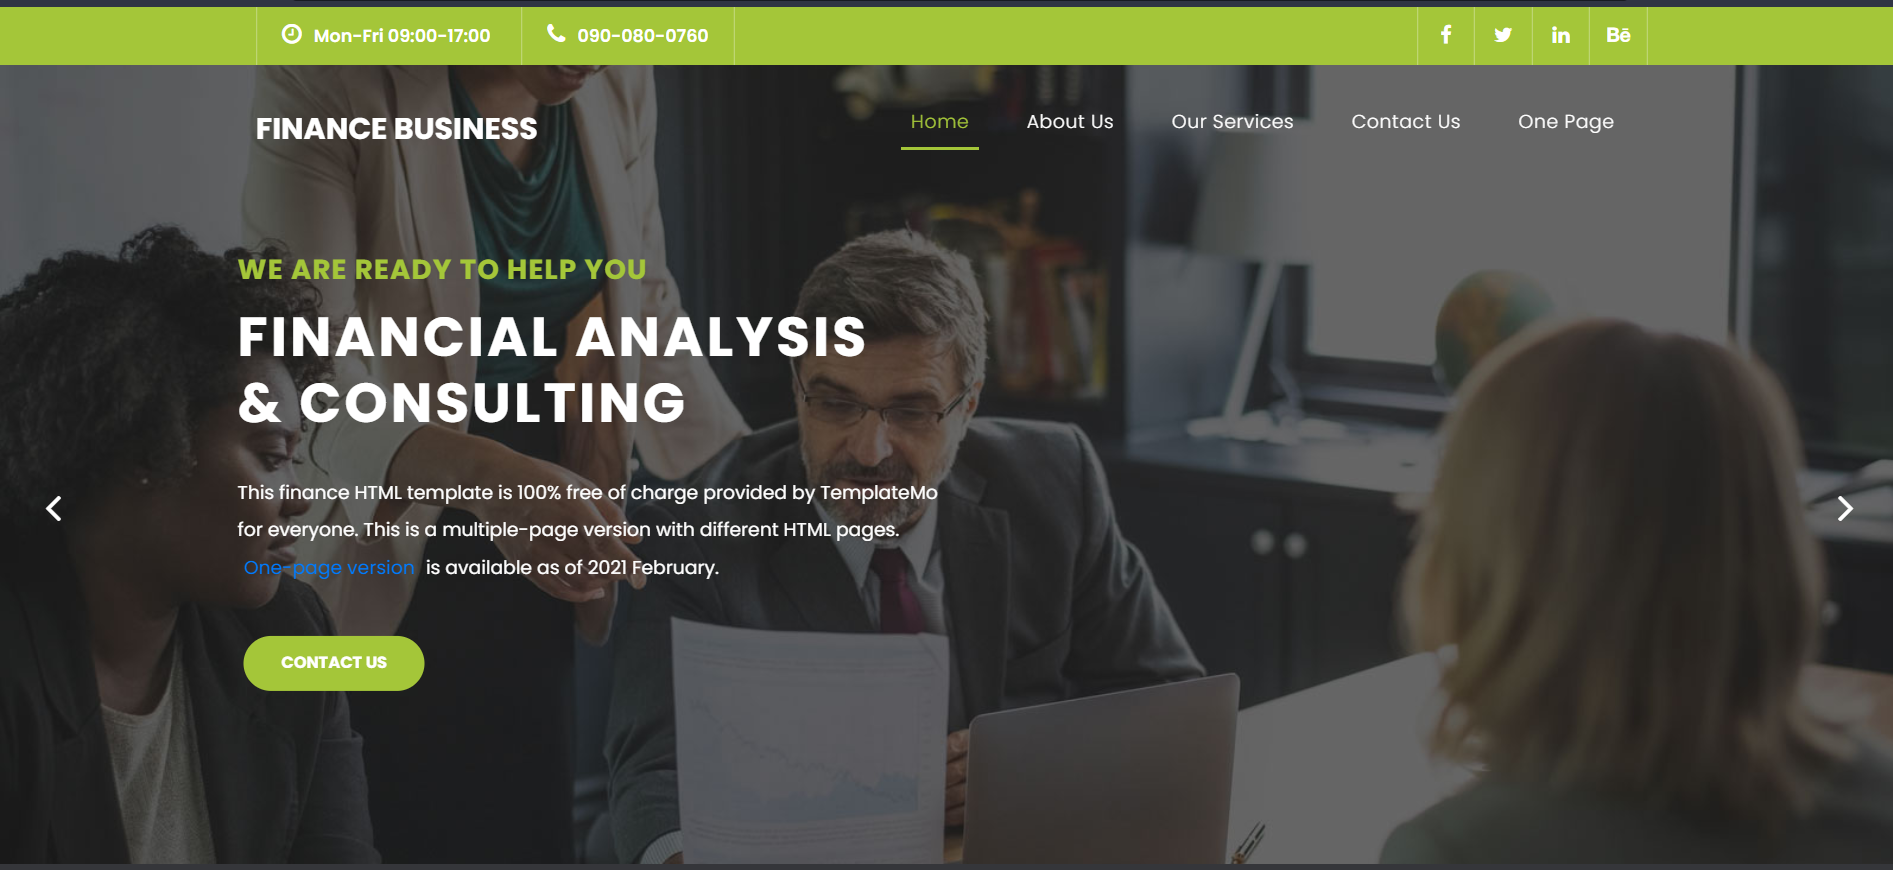 Mon-Fri 09:00-17:00
090-080-0760
Bē
FINANCE BUSINESS
Home
About Us
Our Services
Contact Us
One Page
WE ARE READY TO HELP YOU
FINANCIAL ANALYSIS
& CONSULTING
This finance HTML template is 100% free of charge provided by TemplateMo
for everyone. This is a multiple-page version with different HTML pages.
One-page version is available as of 2021 February.
CONTACT US